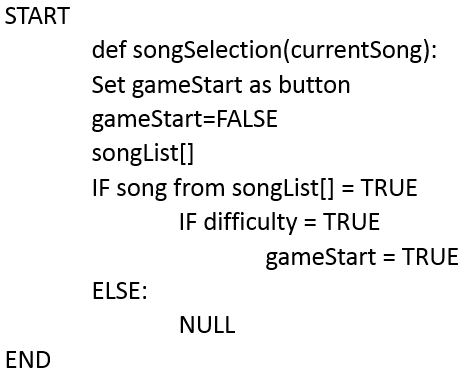 START
def songSelection(currentSong):
Set gameStart as button
gameStart=FALSE
songList[]
IF song from songList[] = TRUE
IF difficulty = TRUE
gameStart = TRUE
ELSE:
NULL
END